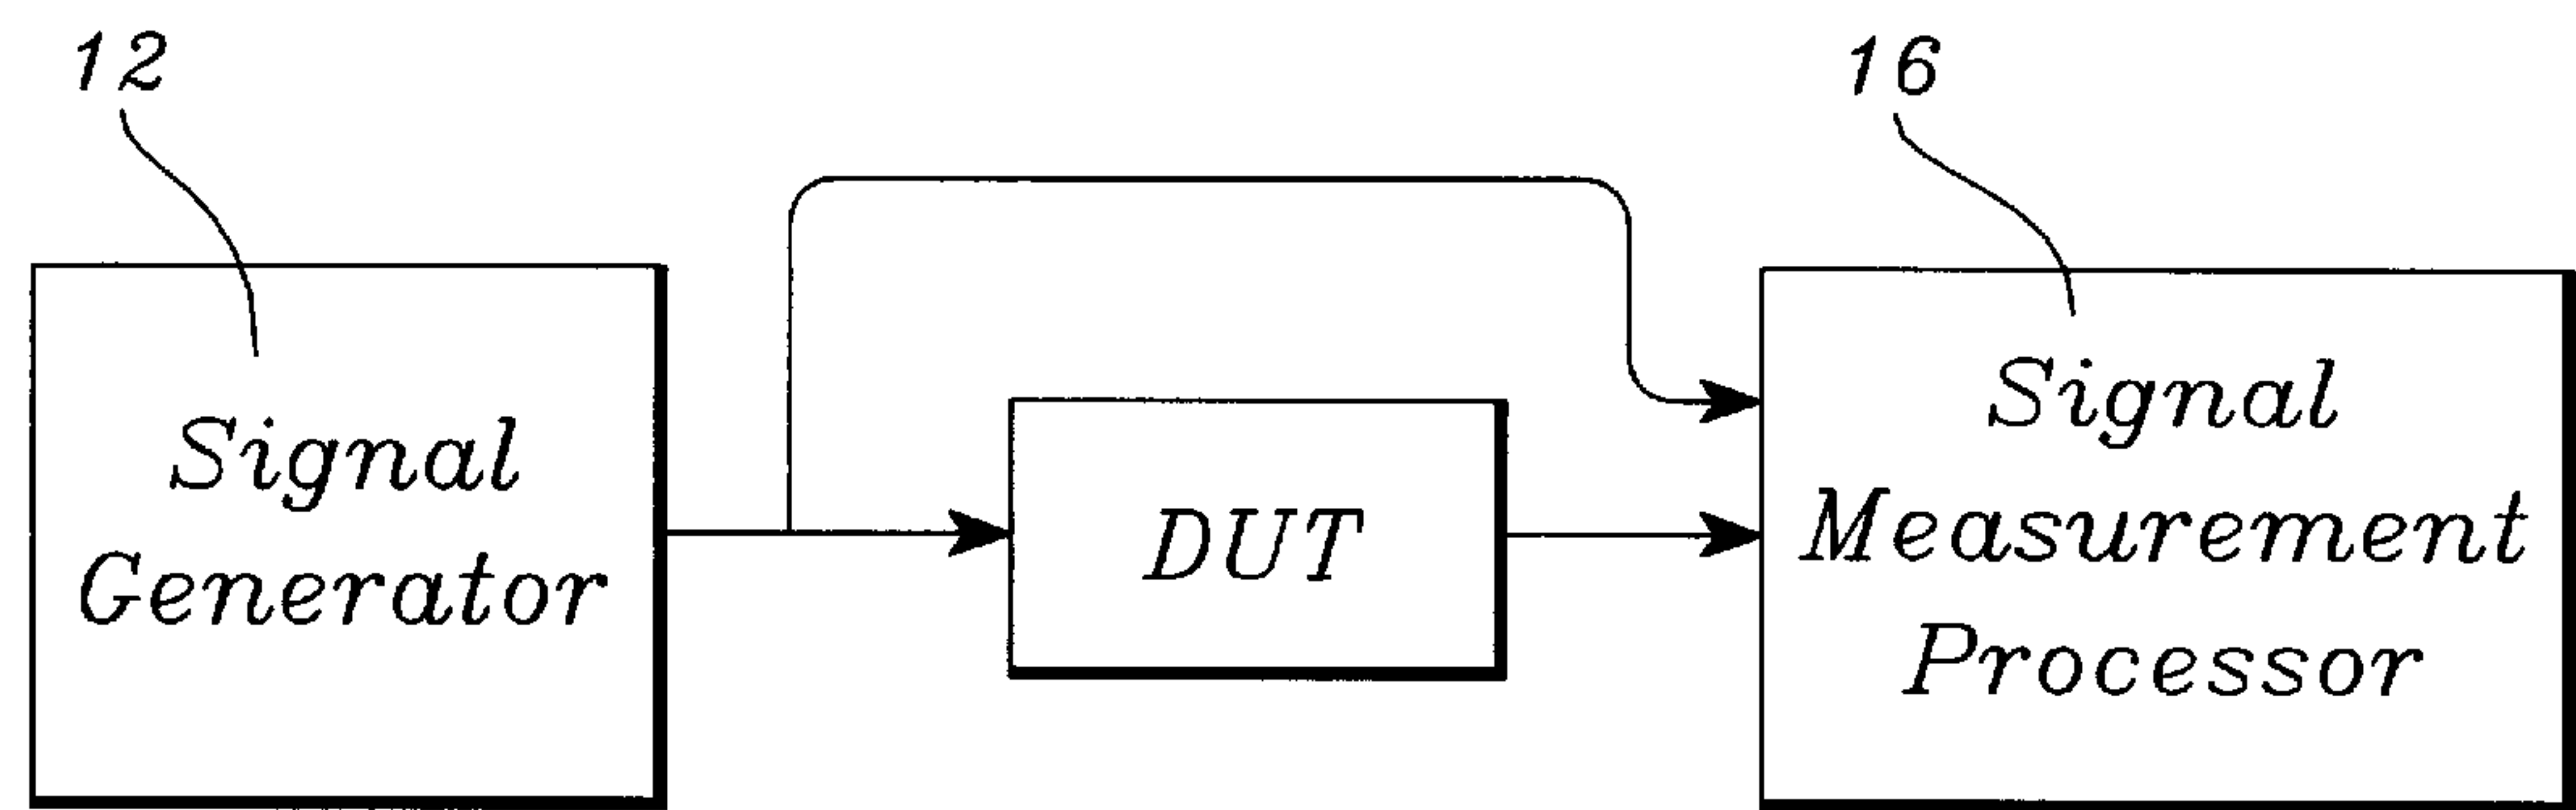 12
16
Signal
Generator
DUT
Signal
Measurement
Processor